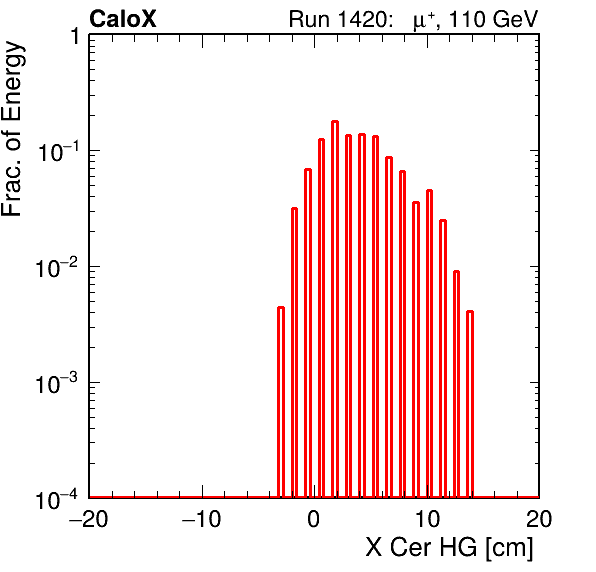 CaloX Run 1420: μ⁺, 110 GeV
Frac. of Energy
1
10⁻¹
10⁻²
10⁻³
10⁻⁴
−20 −10 0 10 20
X Cer HG [cm]